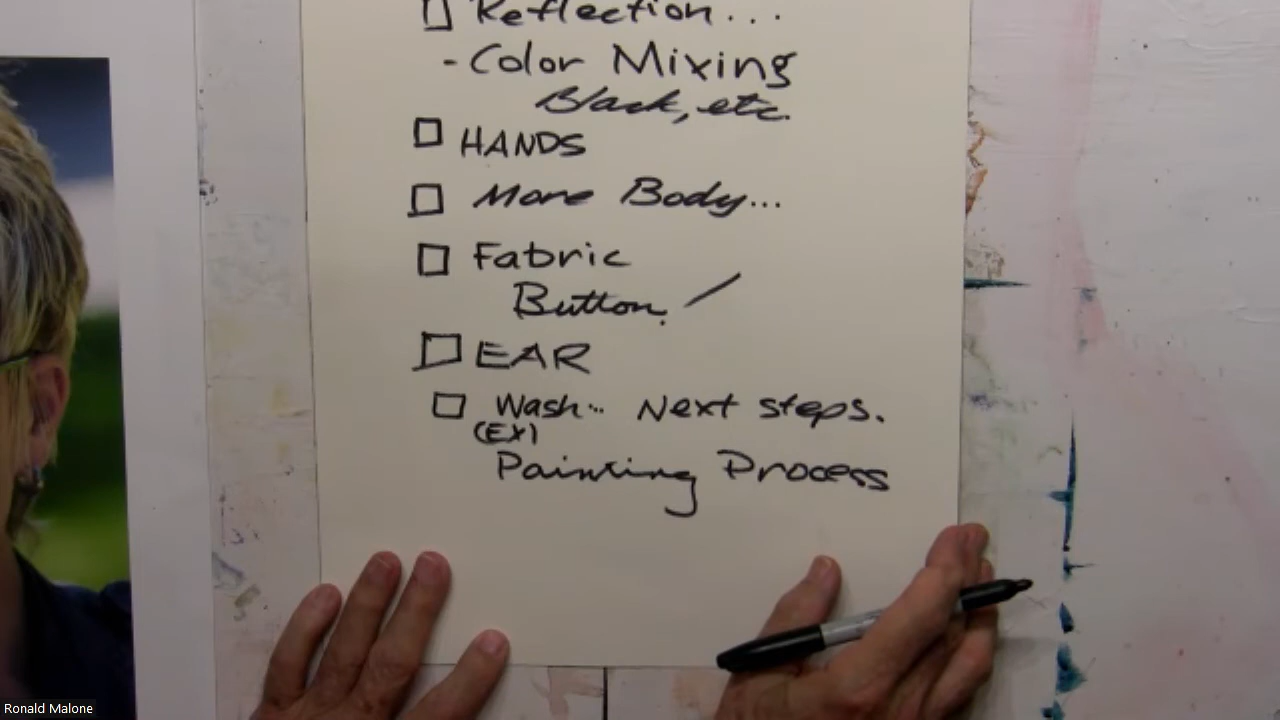 Reflection...
- Color Mixing
Black, etc.
HANDS
More Body...
Fabric
Button.
EAR
Wash... Next steps.
(EX)
Painting Process
Ronald Malone